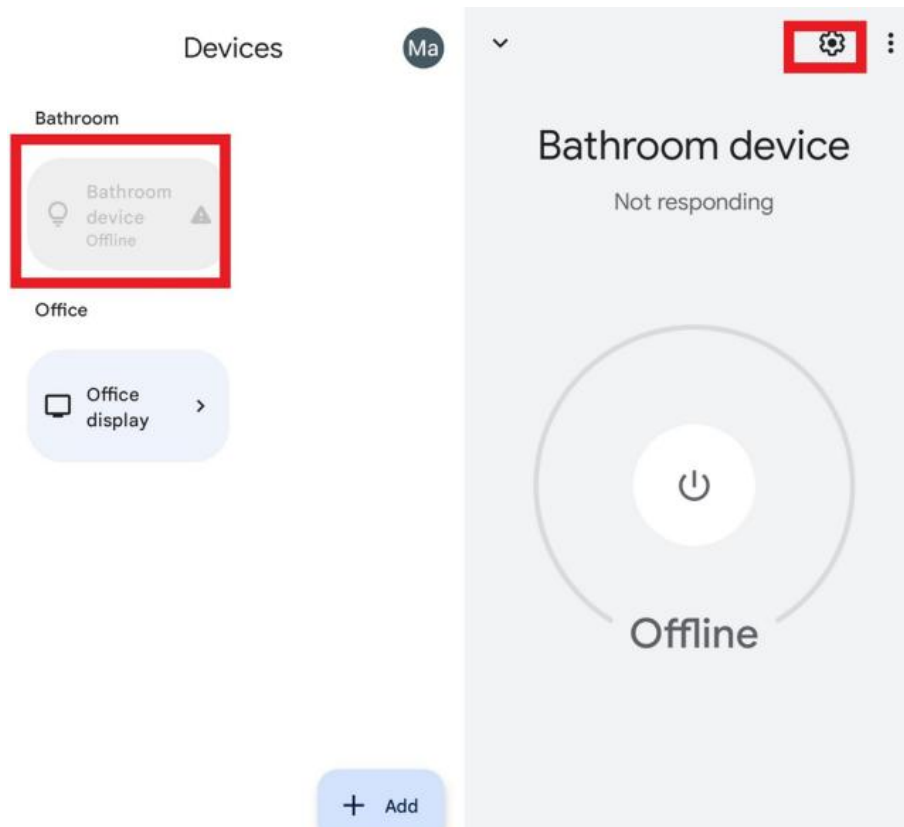 Devices
Ma
Bathroom
Bathroom
device
Offline
Office
Office
display
+ Add
Bathroom device
Not responding
Offline